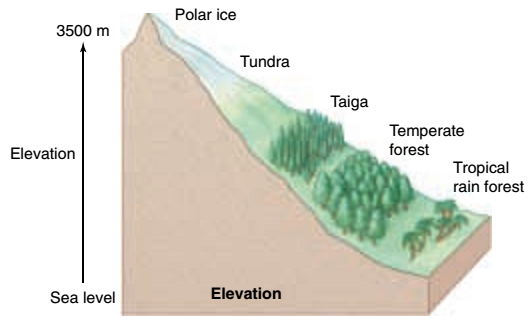 Polar ice
3500 m
Tundra
Taiga
Temperate
forest
Elevation
Tropical
rain forest
Sea level
Elevation